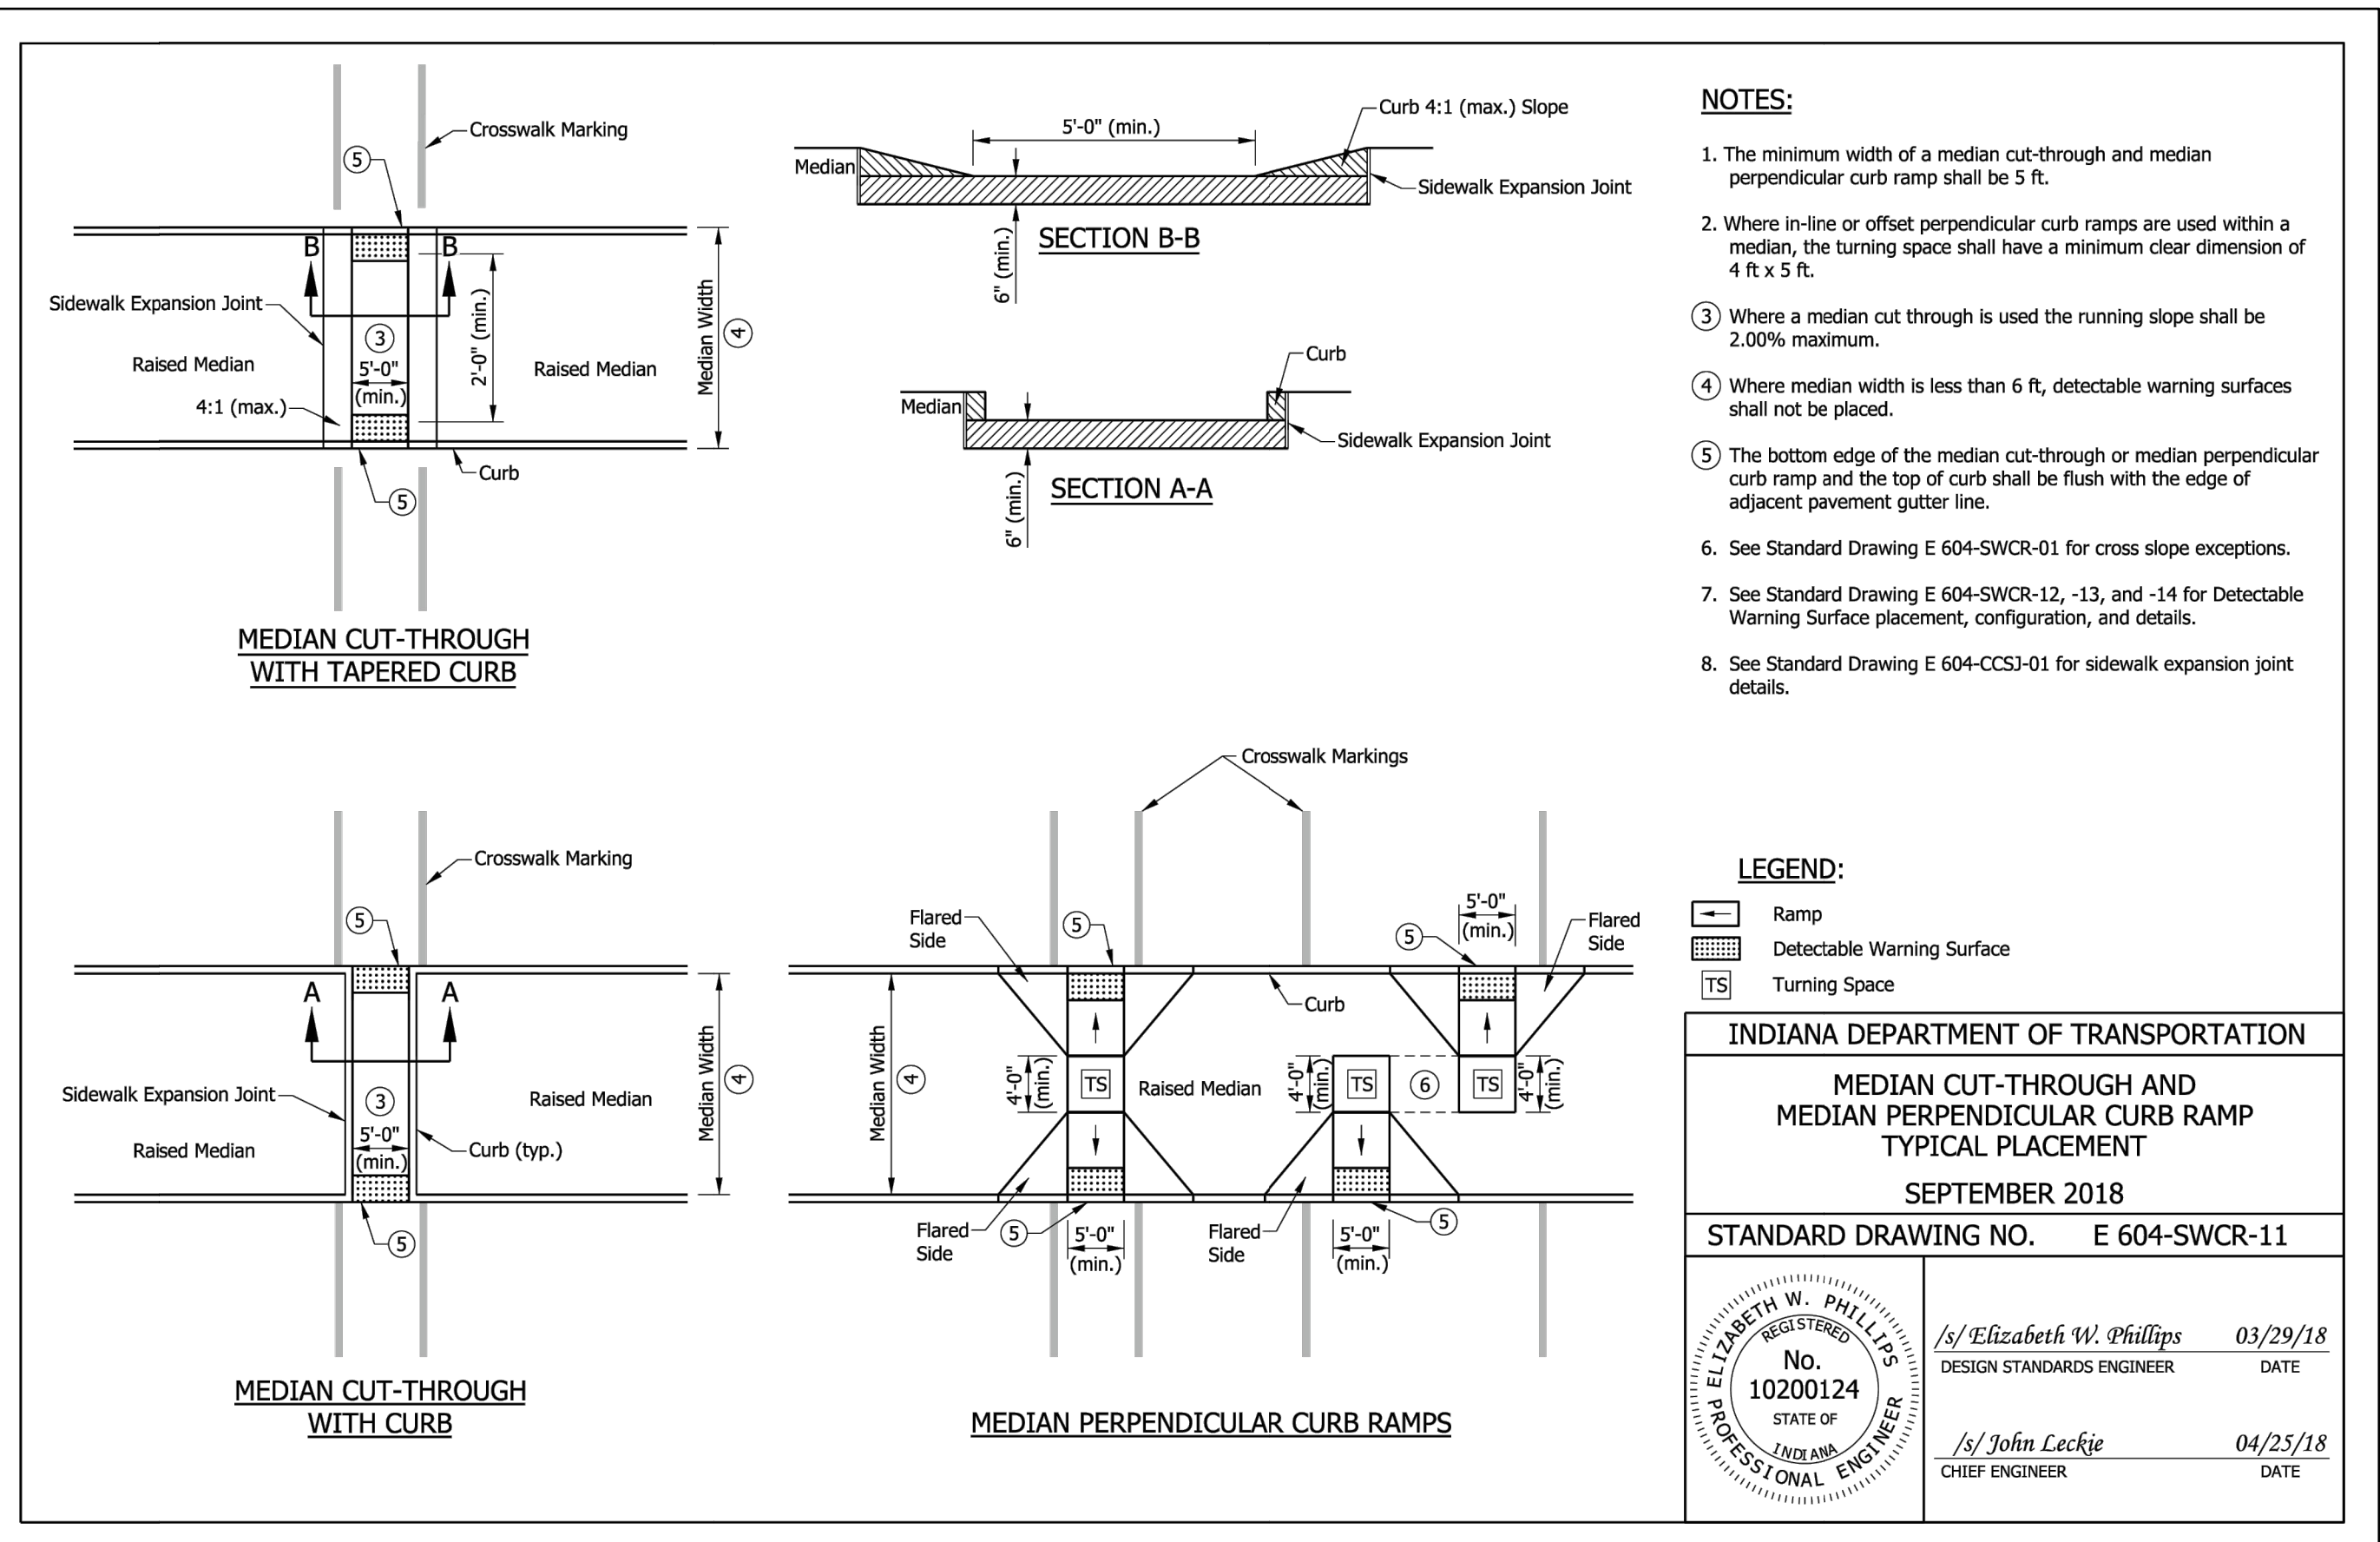 Crosswalk Marking
5
B
B
Sidewalk Expansion Joint
3
2'-0" (min.)
Median Width
4
Raised Median
5'-0"
(min.)
Raised Median
4:1 (max.)
Curb
5
MEDIAN CUT-THROUGH
WITH TAPERED CURB
Curb 4:1 (max.) Slope
5'-0" (min.)
Median
Sidewalk Expansion Joint
6" (min.)
SECTION B-B
Curb
Median
Sidewalk Expansion Joint
6" (min.)
SECTION A-A
NOTES:
1. The minimum width of a median cut-through and median
perpendicular curb ramp shall be 5 ft.
2. Where in-line or offset perpendicular curb ramps are used within a
median, the turning space shall have a minimum clear dimension of
4 ft x 5 ft.
3 Where a median cut through is used the running slope shall be
2.00% maximum.
4 Where median width is less than 6 ft, detectable warning surfaces
shall not be placed.
5 The bottom edge of the median cut-through or median perpendicular
curb ramp and the top of curb shall be flush with the edge of
adjacent pavement gutter line.
6. See Standard Drawing E 604-SWCR-01 for cross slope exceptions.
7. See Standard Drawing E 604-SWCR-12, -13, and -14 for Detectable
Warning Surface placement, configuration, and details.
8. See Standard Drawing E 604-CCSJ-01 for sidewalk expansion joint
details.
Crosswalk Marking
5
A
A
Sidewalk Expansion Joint
3
Raised Median
Median Width
4
5'-0"
(min.)
Raised Median
Curb (typ.)
5
MEDIAN CUT-THROUGH
WITH CURB
Crosswalk Markings
Flared
Side
5
5
5'-0"
(min.)
Flared
Side
Curb
Median Width
4
4'-0"
(min.)
TS
Raised Median
4'-0"
(min.)
TS
6
TS
4'-0"
(min.)
Flared
Side
5
5'-0"
(min.)
Flared
Side
5'-0"
(min.)
5
MEDIAN PERPENDICULAR CURB RAMPS
LEGEND:
Ramp
Detectable Warning Surface
TS Turning Space
INDIANA DEPARTMENT OF TRANSPORTATION
MEDIAN CUT-THROUGH AND
MEDIAN PERPENDICULAR CURB RAMP
TYPICAL PLACEMENT
SEPTEMBER 2018
STANDARD DRAWING NO. E 604-SWCR-11
ELIZABETH W. PHILLIPS
REGISTERED
No.
10200124
STATE OF
INDIANA
PROFESSIONAL ENGINEER
/s/ Elizabeth W. Phillips 03/29/18
DESIGN STANDARDS ENGINEER DATE
/s/ John Leckie 04/25/18
CHIEF ENGINEER DATE